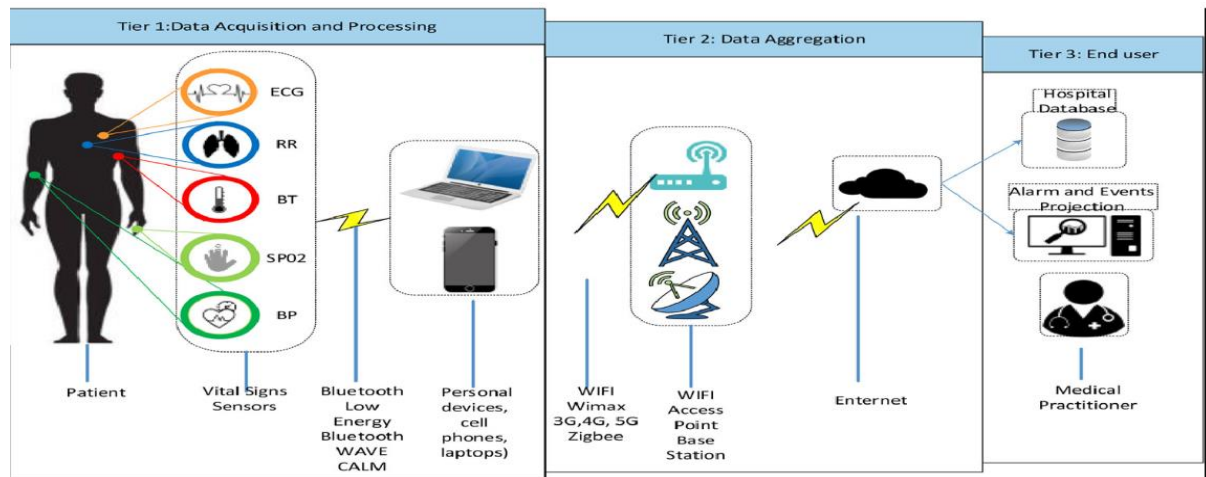 Tier 1:Data Acquisition and Processing
Tier 2: Data Aggregation
Tier 3: End user
ECG
RR
BT
SP02
BP
Hospital
Database
Alarm and Events
Projection
Patient
Vital Signs
Sensors
Bluetooth
Low
Energy
Bluetooth
WAVE
CALM
Personal
devices,
cell
phones,
laptops)
WIFI
Wimax
3G,4G, 5G
Zigbee
WIFI
Access
Point
Base
Station
Enternet
Medical
Practitioner